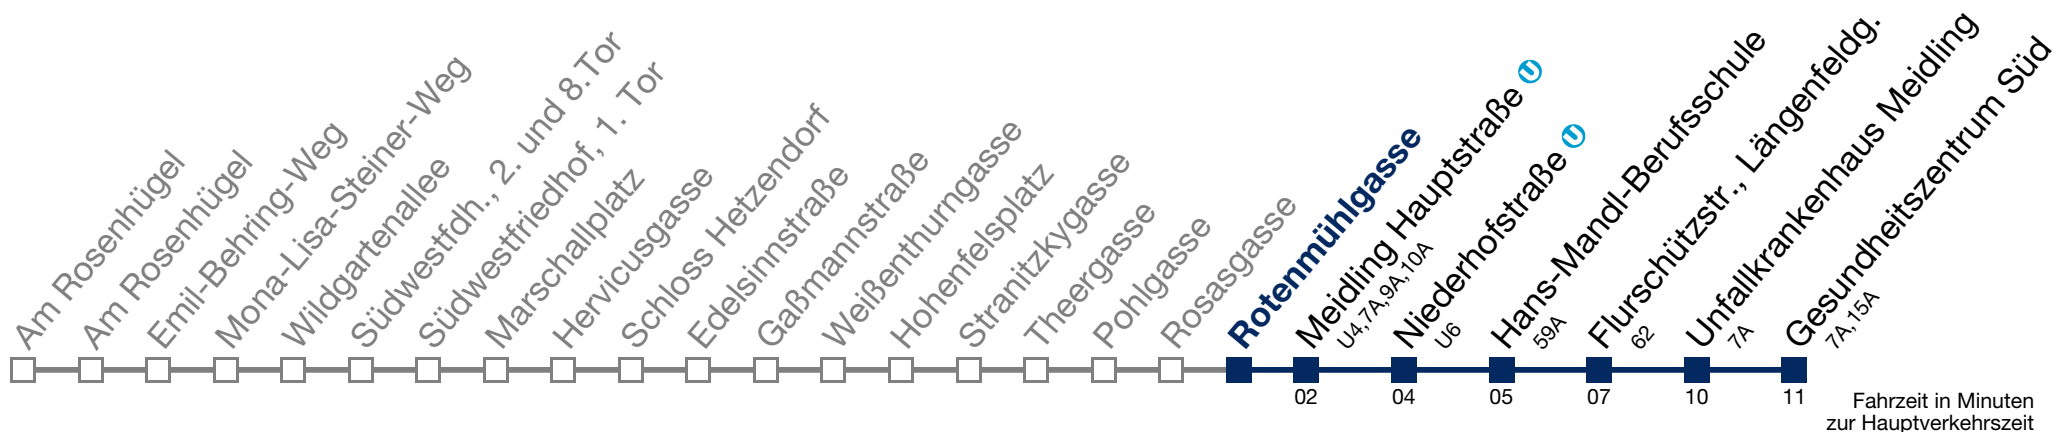 Am Rosenhügel
Am Rosenhügel
Emil-Behring-Weg
Mona-Lisa-Steiner-Weg
Wildgartenallee
Südwestfdh., 2. und 8.Tor
Südwestfriedhof, 1. Tor
Marschallplatz
Hervicusgasse
Schloss Hetzendorf
Edelsinnstraße
Gaßmannstraße
Weißenthurngasse
Hohenfelsplatz
Stranitzkygasse
Theergasse
Pohlgasse
Rosasgasse
Rotenmühlgasse
Meidling Hauptstraße U
U4,7A,9A,10A
Niederhofstraße U
U6
Hans-Mandl-Berufsschule
59A
Flurschützstr., Längenfeldg.
62
Unfallkrankenhaus Meidling
7A
Gesundheitszentrum Süd
7A,15A
02 04 05 07 10 11
Fahrzeit in Minuten
zur Hauptverkehrszeit